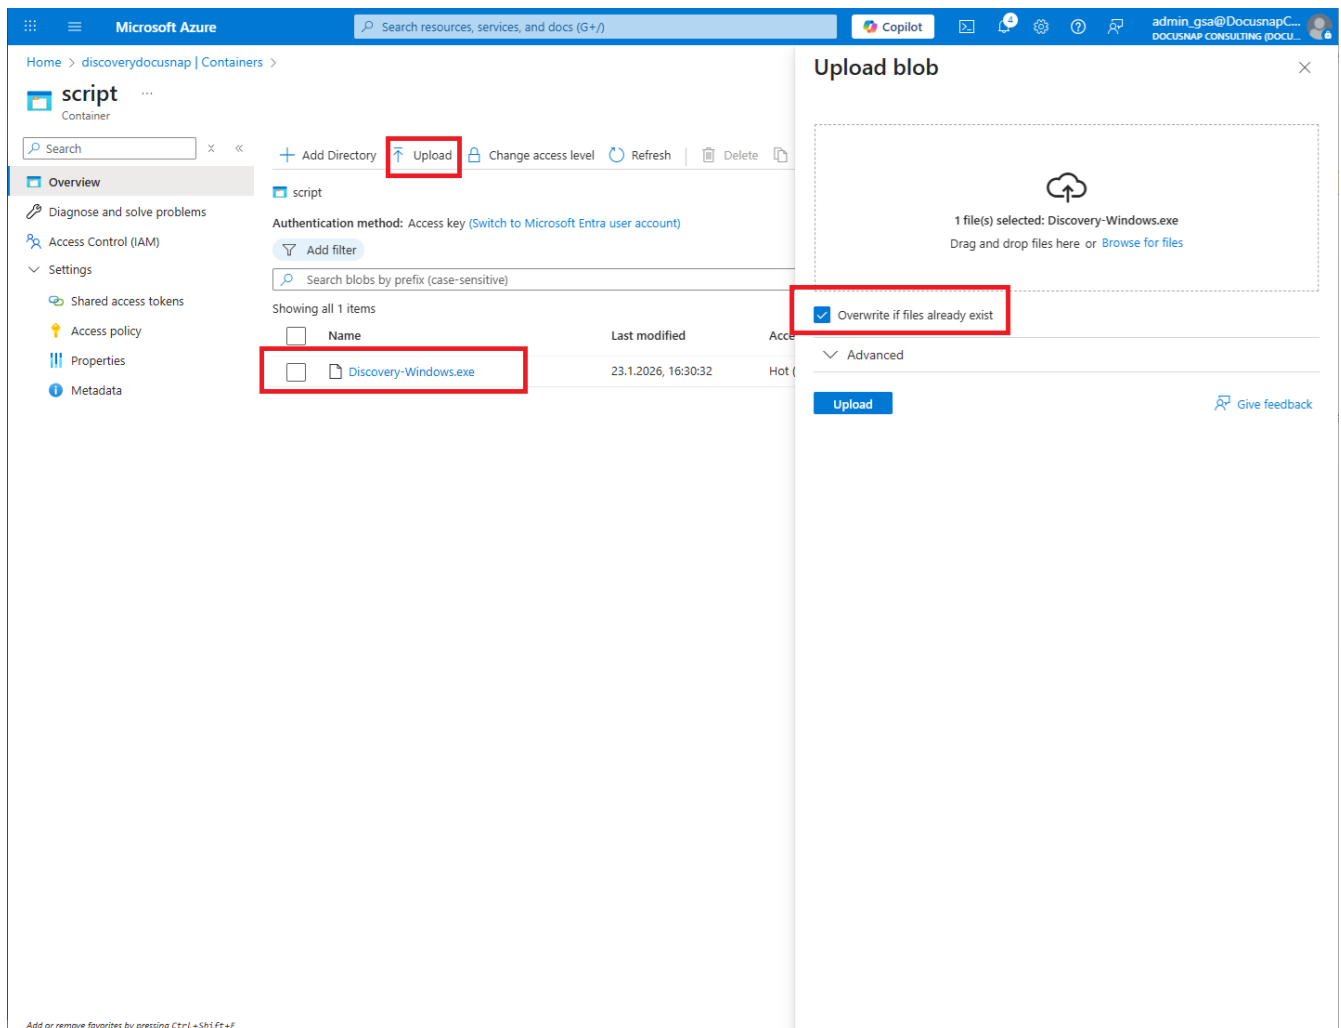 Microsoft Azure
Search resources, services, and docs (G+/)
Copilot
4
admin_gsa@DocusnapC...
DOCUSNAP CONSULTING (DOCU...
Home > discoverydocusnap | Containers >
script ...
Container
Search
Overview
Diagnose and solve problems
Access Control (IAM)
Settings
Shared access tokens
Access policy
Properties
Metadata
Add or remove favorites by pressing Ctrl+Shift+F
Add Directory Upload Change access level Refresh Delete
script
Authentication method: Access key (Switch to Microsoft Entra user account)
Add filter
Search blobs by prefix (case-sensitive)
Showing all 1 items
Name Last modified Acce
Discovery-Windows.exe 23.1.2026, 16:30:32 Hot (
Upload blob
1 file(s) selected: Discovery-Windows.exe
Drag and drop files here or Browse for files
Overwrite if files already exist
Advanced
Upload Give feedback